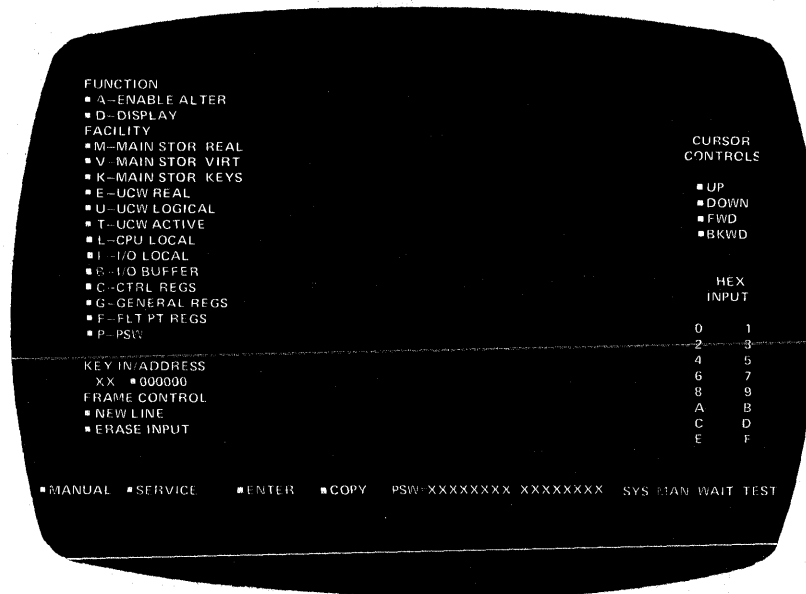 FUNCTION
▪ A–ENABLE ALTER
▪ D–DISPLAY
FACILITY
▪ M–MAIN STOR REAL
▪ V–MAIN STOR VIRT
▪ K–MAIN STOR KEYS
▪ E–UCW REAL
▪ U–UCW LOGICAL
▪ T–UCW ACTIVE
▪ L–CPU LOCAL
▪ I–I/O LOCAL
▪ B–I/O BUFFER
▪ C–CTRL REGS
▪ G–GENERAL REGS
▪ F–FLT PT REGS
▪ P–PSW
KEY IN/ADDRESS
XX ▪ 000000
FRAME CONTROL
▪ NEW LINE
▪ ERASE INPUT
CURSOR
CONTROLS
▪ UP
▪ DOWN
▪ FWD
▪ BKWD
HEX
INPUT
0 1
2 3
4 5
6 7
8 9
A B
C D
E F
▪ MANUAL ▪ SERVICE ▪ ENTER ▪ COPY PSW=XXXXXXXX XXXXXXXX SYS MAN WAIT TEST